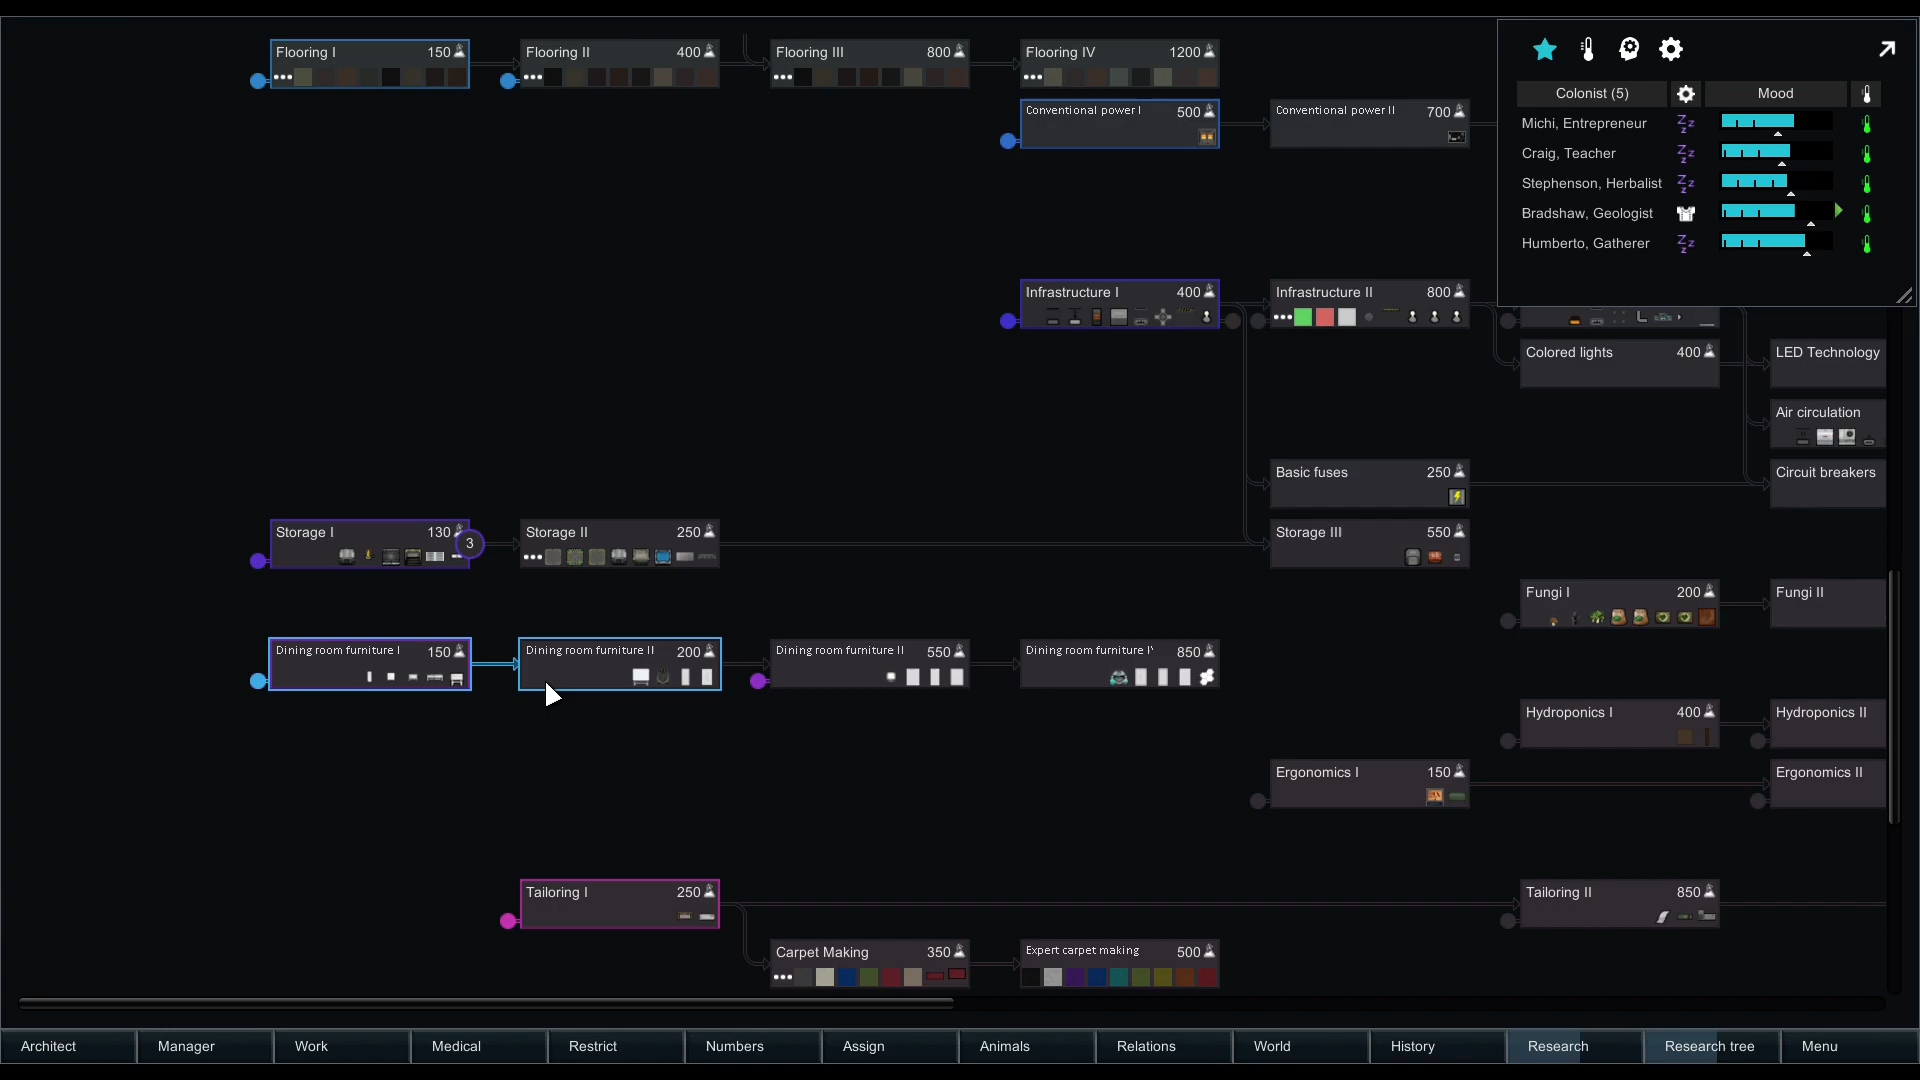 Flooring I 150
Flooring II 400
Flooring III 800
Flooring IV 1200
Conventional power I 500
Conventional power II 700
Colonist (5) Mood
Michi, Entrepreneur
Craig, Teacher
Stephenson, Herbalist
Bradshaw, Geologist
Humberto, Gatherer
Infrastructure I 400
Infrastructure II 800
Colored lights 400
LED Technology
Air circulation
Basic fuses 250
Circuit breakers
Storage I 130
3
Storage II 250
Storage III 550
Fungi I 200
Fungi II
Dining room furniture I 150
Dining room furniture II 200
Dining room furniture II 550
Dining room furniture I 850
Hydroponics I 400
Hydroponics II
Ergonomics I 150
Ergonomics II
Tailoring I 250
Tailoring II 850
Carpet Making 350
Expert carpet making 500
Architect Manager Work Medical Restrict Numbers Assign Animals Relations World History Research Research tree Menu